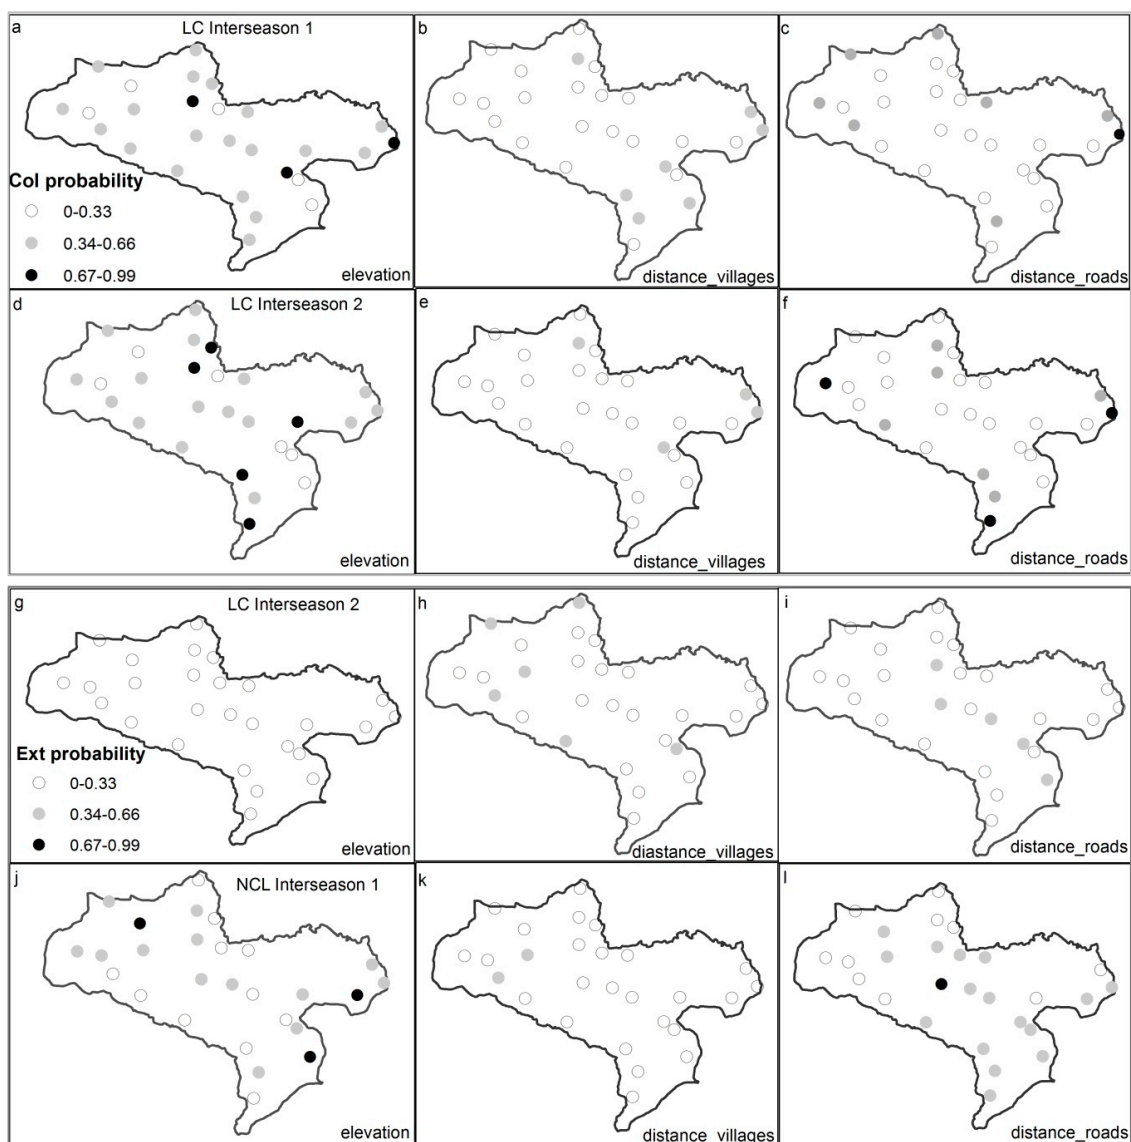 a
LC Interseason 1
b
c
Col probability
0-0.33
0.34-0.66
0.67-0.99
elevation
distance_villages
distance_roads
d
LC Interseason 2
e
f
elevation
distance_villages
distance_roads
g
LC Interseason 2
h
i
Ext probability
0-0.33
0.34-0.66
0.67-0.99
elevation
diastance_villages
distance_roads
j
NCL Interseason 1
k
l
elevation
distance_villages
distance_roads